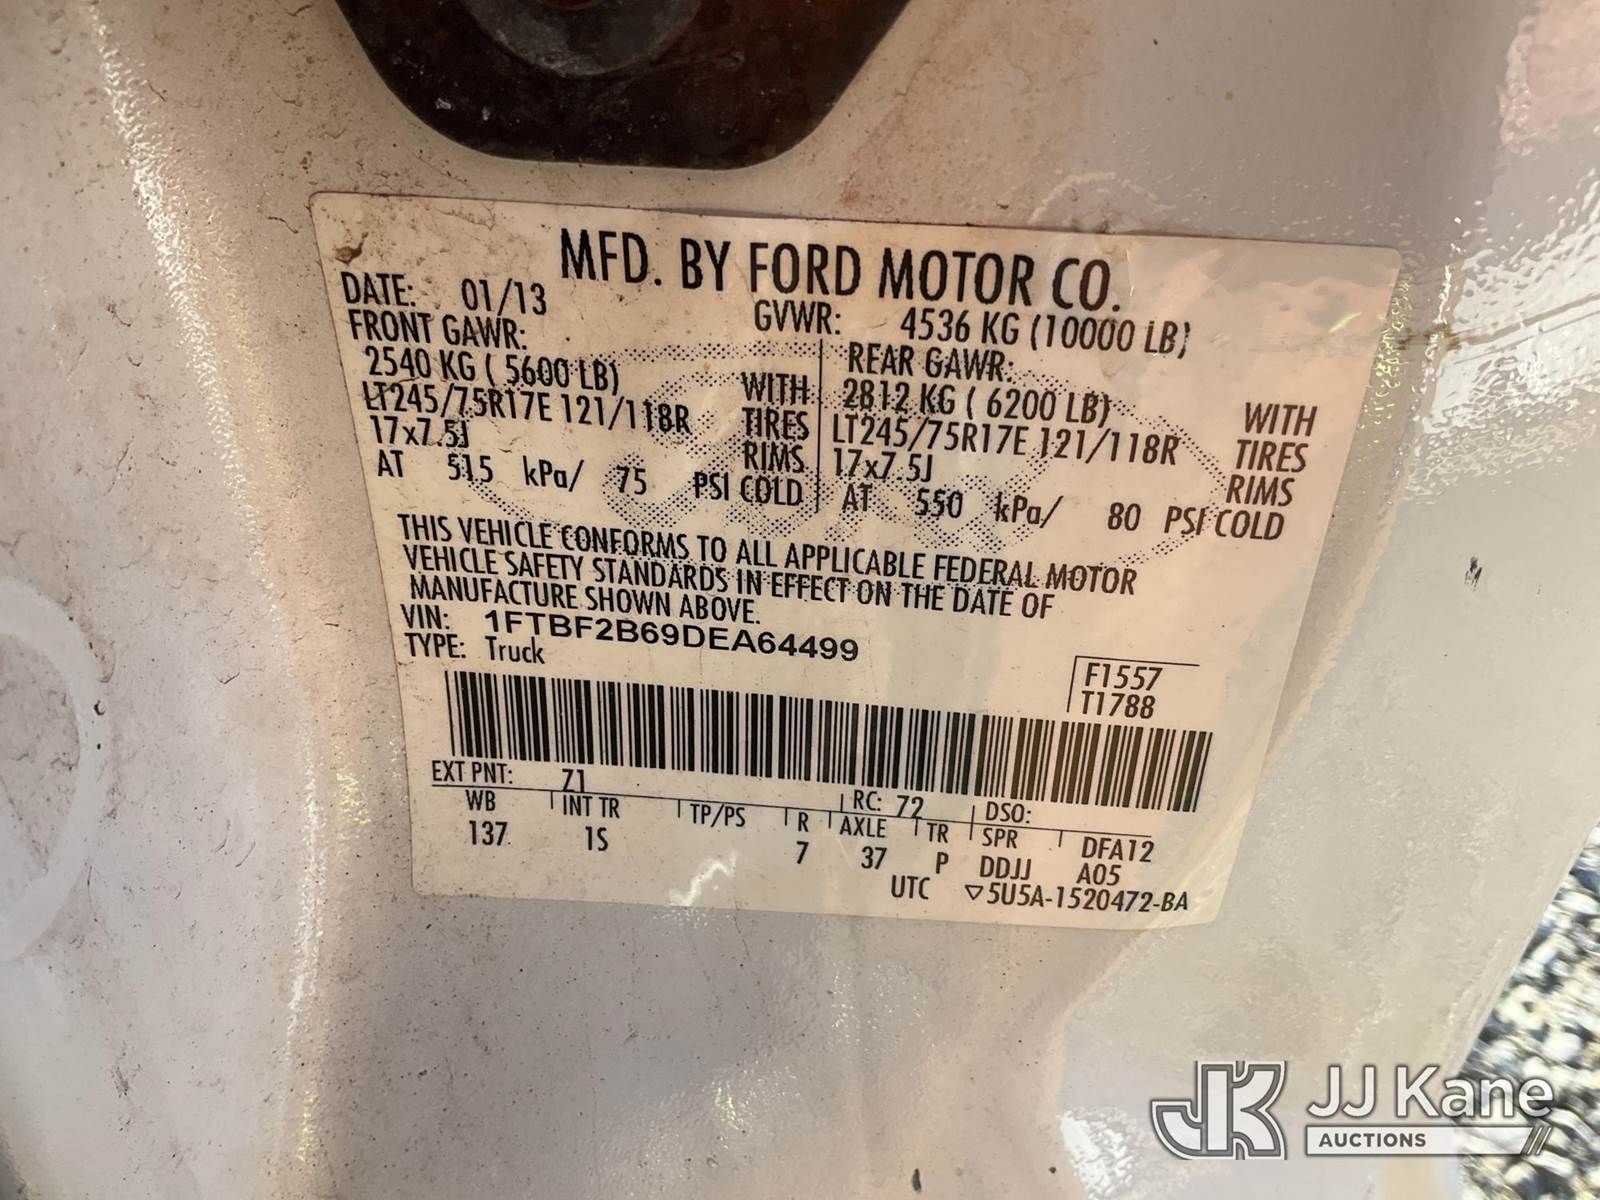 MFD. BY FORD MOTOR CO.
DATE: 01/13 GVWR: 4536 KG (10000 LB)
FRONT GAWR: REAR GAWR:
2540 KG ( 5600 LB) WITH 2812 KG ( 6200 LB) WITH
LT245/75R17E 121/118R TIRES LT245/75R17E 121/118R TIRES
17x7.5J RIMS 17x7.5J RIMS
AT 515 kPa/ 75 PSI COLD AT 550 kPa/ 80 PSI COLD
THIS VEHICLE CONFORMS TO ALL APPLICABLE FEDERAL MOTOR
VEHICLE SAFETY STANDARDS IN EFFECT ON THE DATE OF
MANUFACTURE SHOWN ABOVE.
VIN: 1FTBF2B69DEA64499
TYPE: Truck
F1557
T1788
EXT PNT: Z1 RC: 72 DSO:
WB INT TR TP/PS R AXLE TR SPR DFA12
137 1S 7 37 P DDJJ A05
UTC ▽5U5A-1520472-BA
JK JJ Kane
AUCTIONS